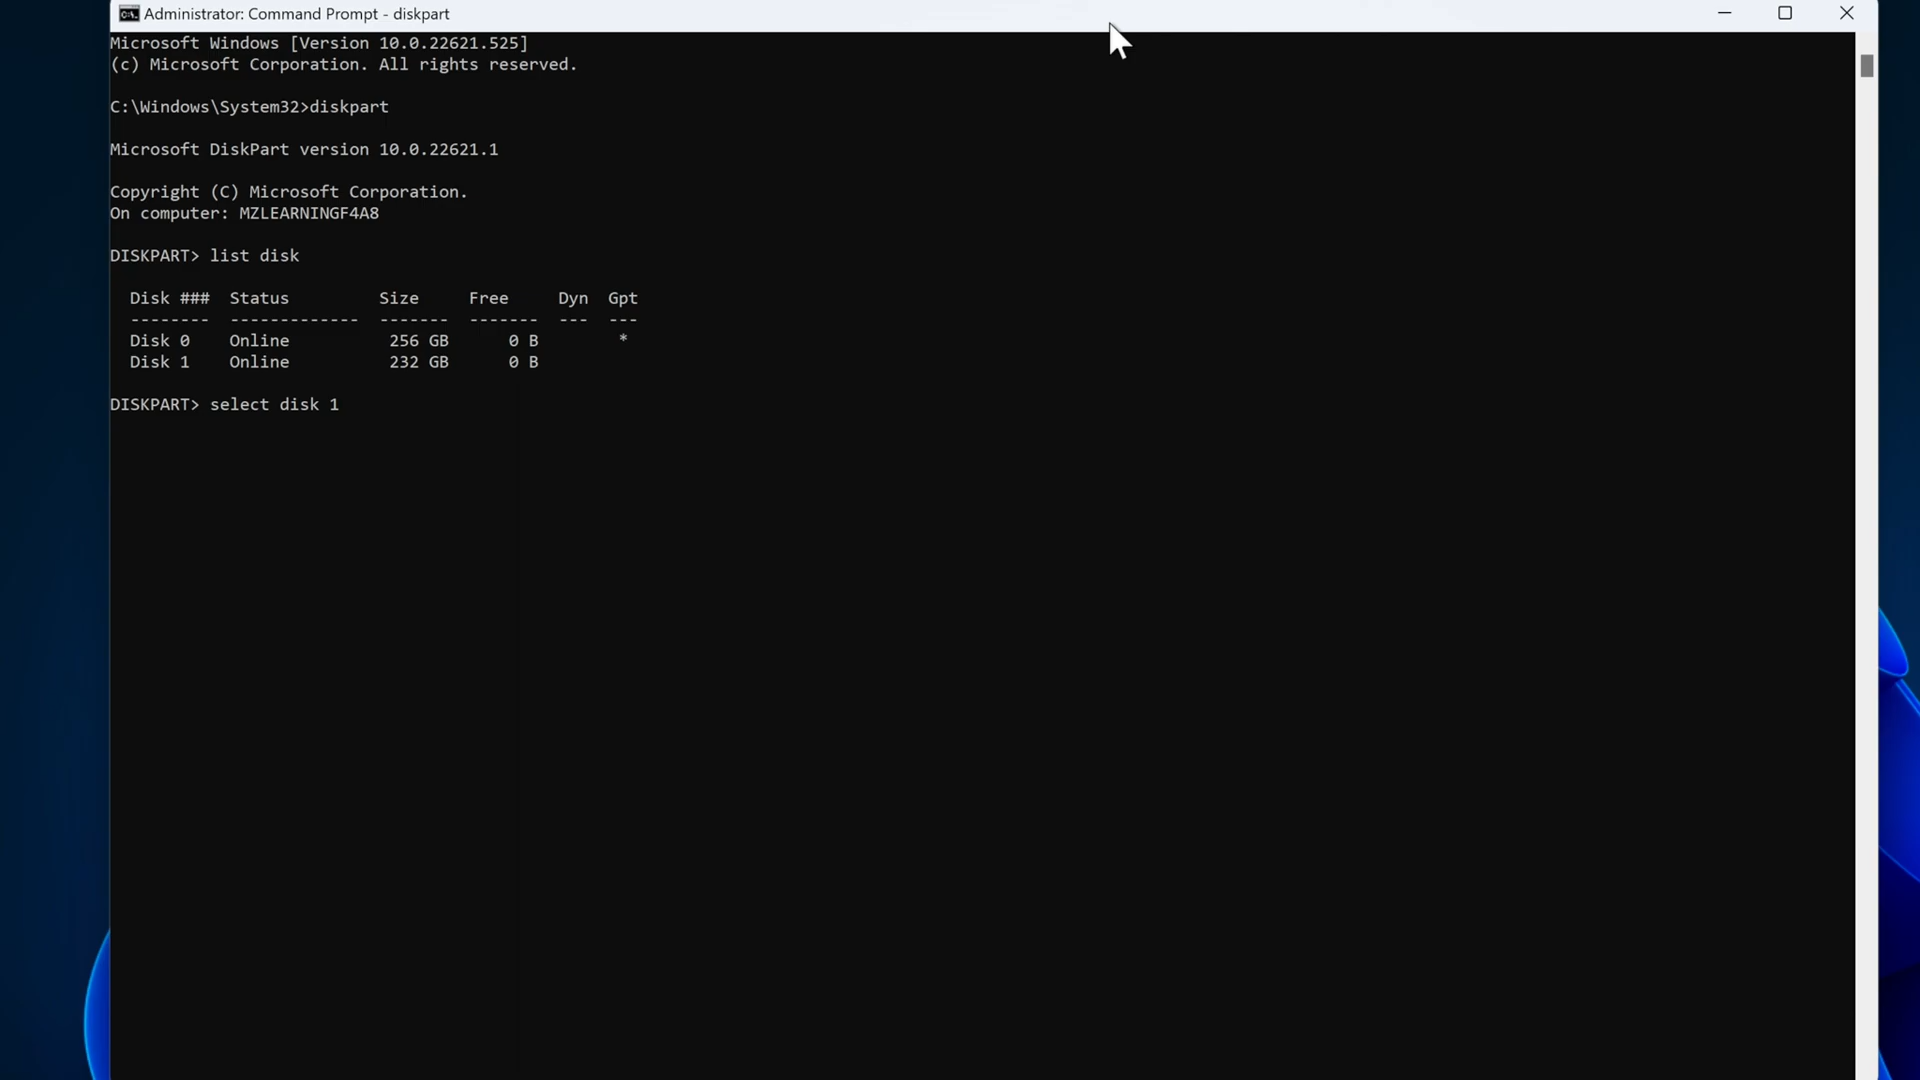 Administrator: Command Prompt - diskpart
Microsoft Windows [Version 10.0.22621.525]
(c) Microsoft Corporation. All rights reserved.
C:\Windows\System32>diskpart
Microsoft DiskPart version 10.0.22621.1
Copyright (C) Microsoft Corporation.
On computer: MZLEARNINGF4A8
DISKPART> list disk
  Disk ###  Status         Size     Free     Dyn  Gpt
  --------  -------------  -------  -------  ---  ---
  Disk 0    Online          256 GB      0 B        *
  Disk 1    Online          232 GB      0 B
DISKPART> select disk 1